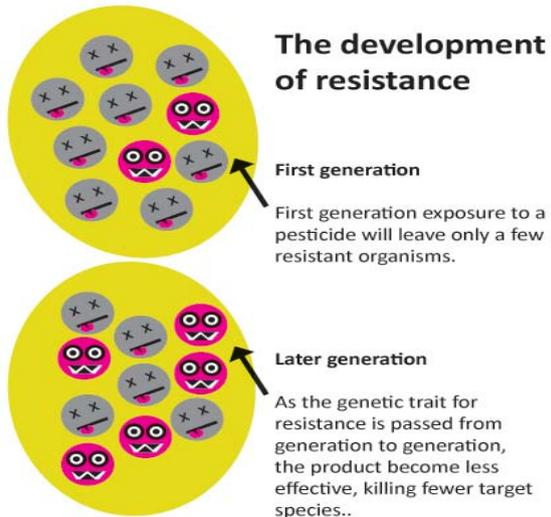 The development
of resistance
First generation
First generation exposure to a
pesticide will leave only a few
resistant organisms.
Later generation
As the genetic trait for
resistance is passed from
generation to generation,
the product become less
effective, killing fewer target
species..